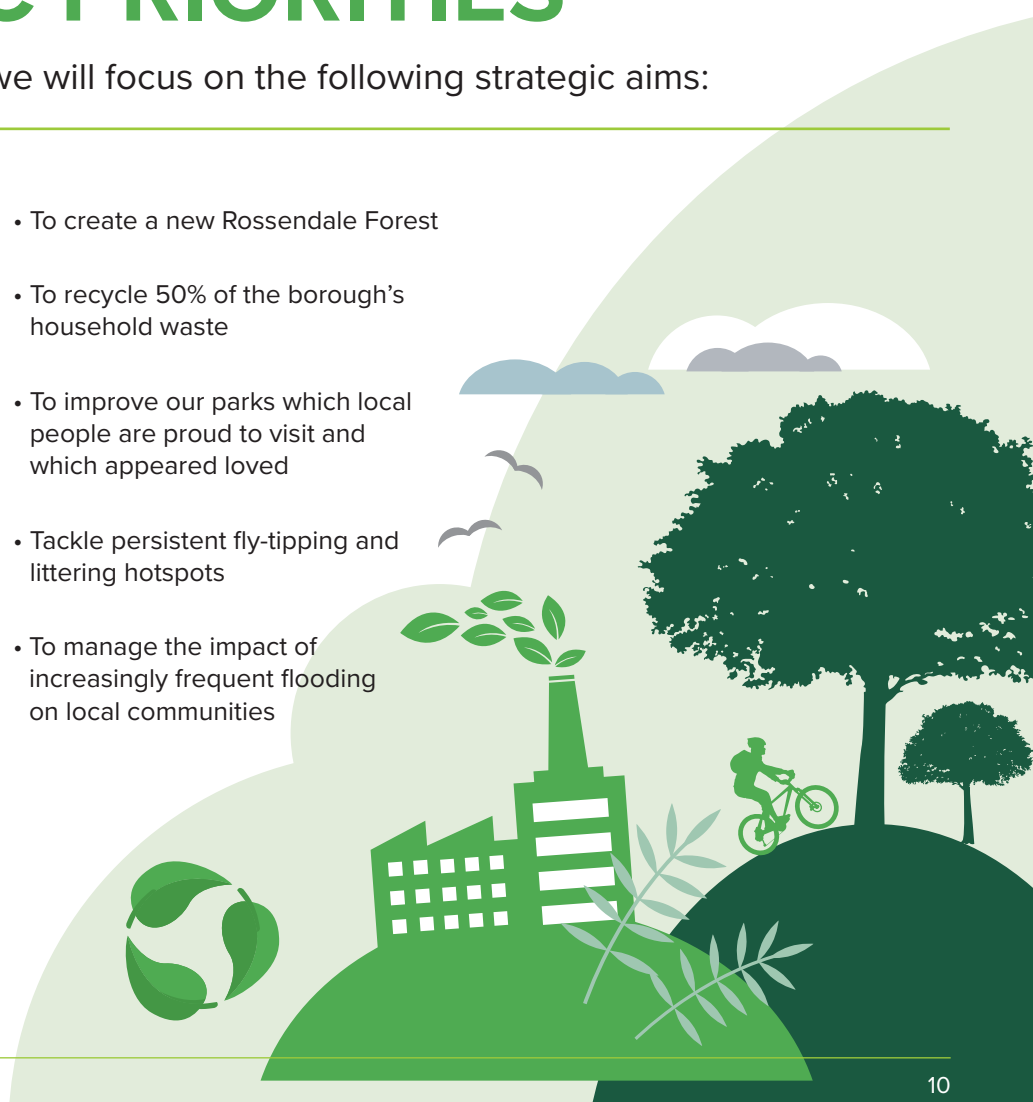 C PRIORITIES
we will focus on the following strategic aims:
• To create a new Rossendale Forest
• To recycle 50% of the borough’s
household waste
• To improve our parks which local
people are proud to visit and
which appeared loved
• Tackle persistent fly-tipping and
littering hotspots
• To manage the impact of
increasingly frequent flooding
on local communities
10